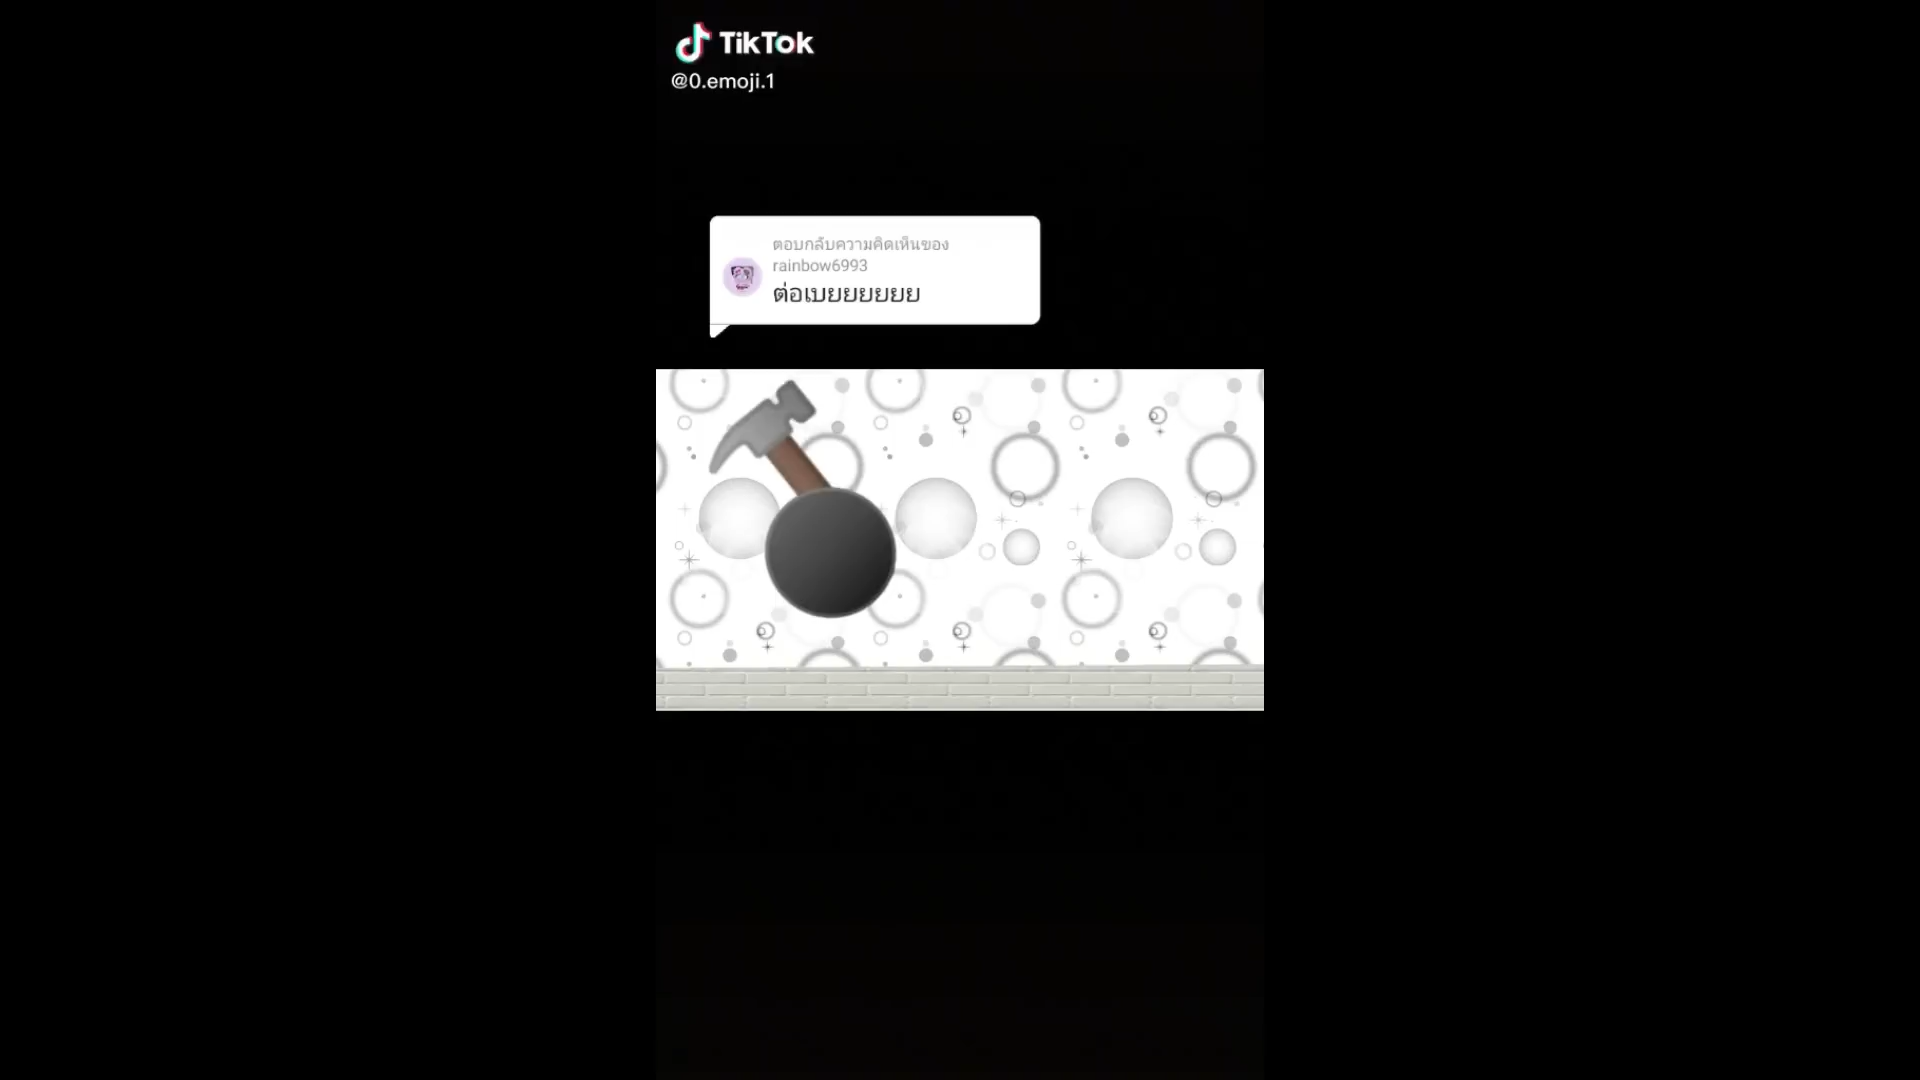 TikTok
@0.emoji.1
ตอบกลับความคิดเห็นของ
rainbow6993
ต่อเบยยยยยย